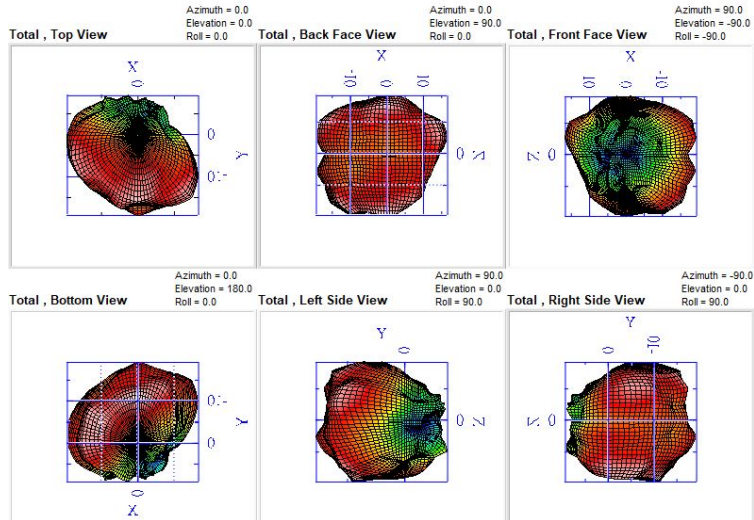 Azimuth = 0.0
Elevation = 0.0
Roll = 0.0
Total , Top View
X
0
0
Y
Azimuth = 0.0
Elevation = 90.0
Roll = 0.0
Total , Back Face View
X
-10
0
10
0
Z
Azimuth = 90.0
Elevation = -90.0
Roll = -90.0
Total , Front Face View
X
10
0
-10
Z
0
Azimuth = 0.0
Elevation = 180.0
Roll = 0.0
Total , Bottom View
0
Y
0
X
Azimuth = 90.0
Elevation = 0.0
Roll = 90.0
Total , Left Side View
Y
0
0
Z
Azimuth = -90.0
Elevation = 0.0
Roll = 90.0
Total , Right Side View
Y
0
-10
Z
0